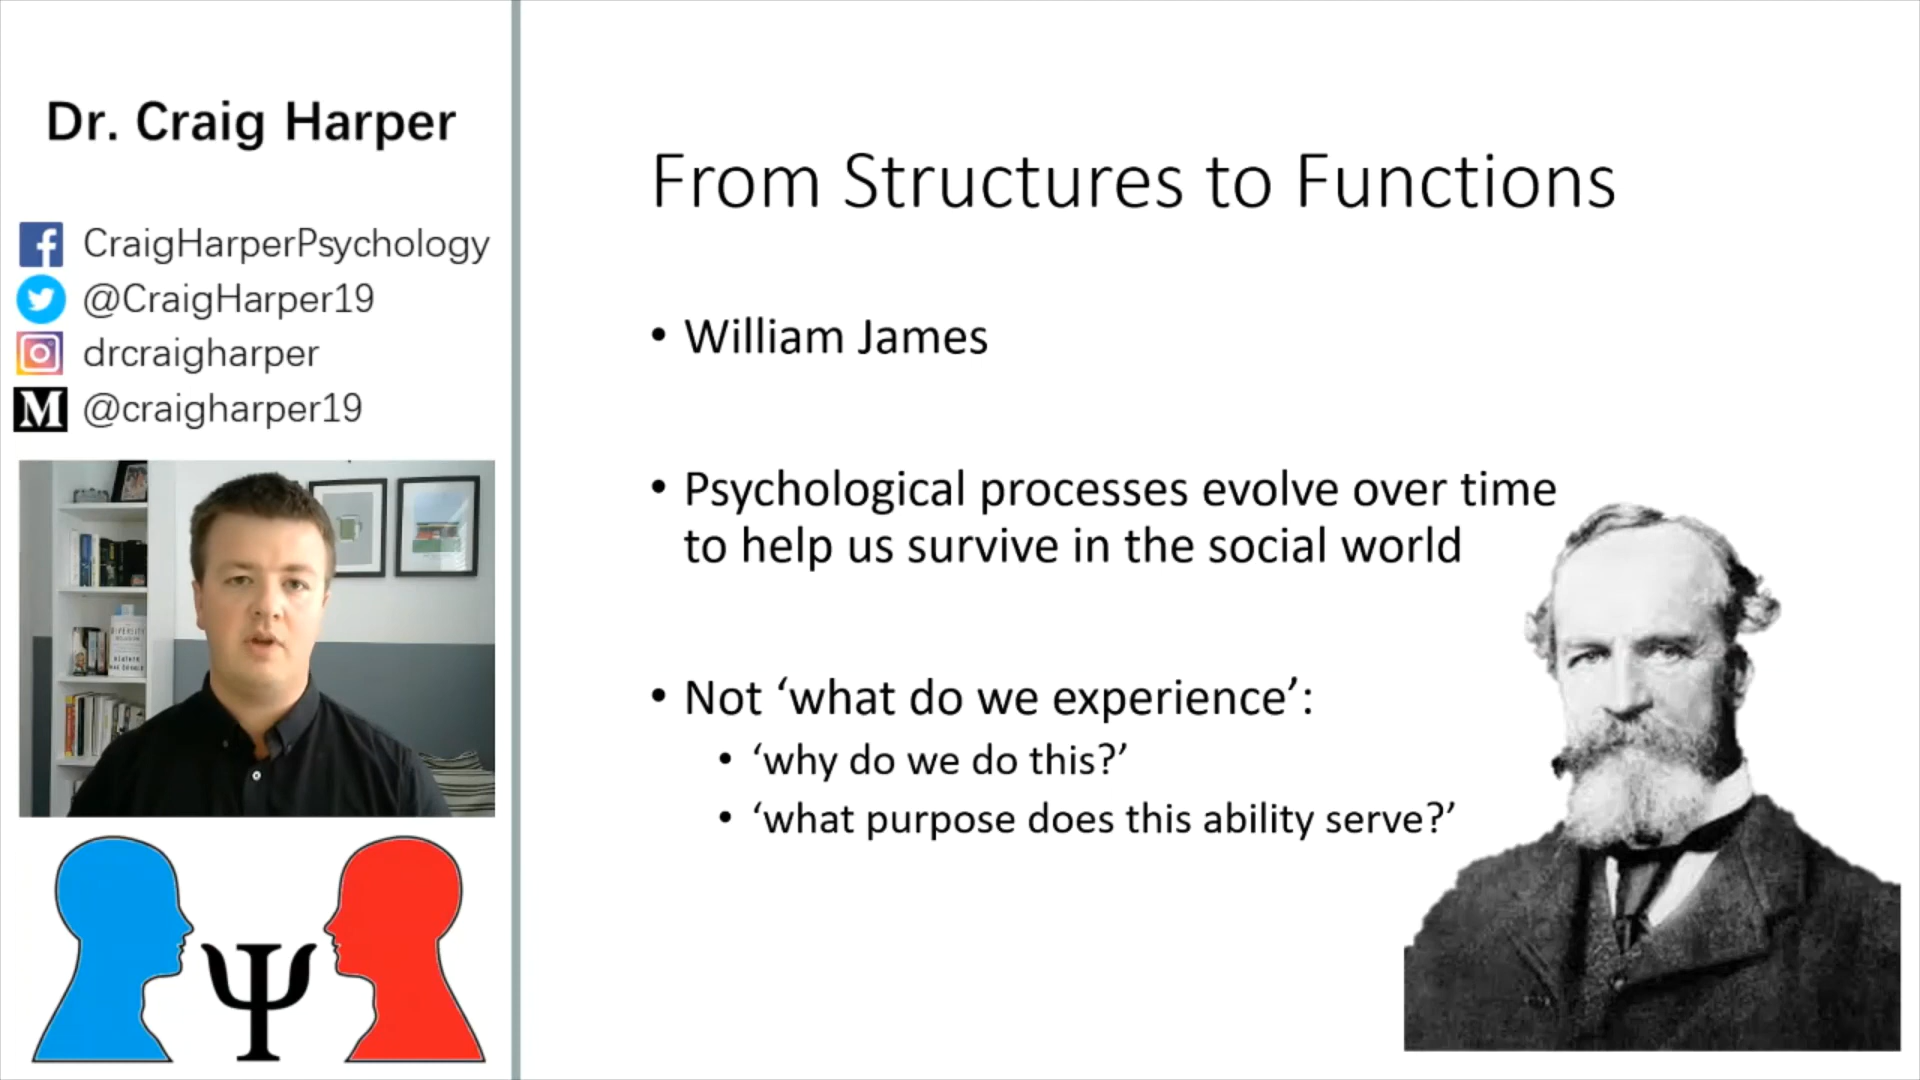 Dr. Craig Harper
CraigHarperPsychology
@CraigHarper19
drcraigharper
M @craigharper19
Ψ
From Structures to Functions
• William James
• Psychological processes evolve over time
to help us survive in the social world
• Not ‘what do we experience’:
• ‘why do we do this?’
• ‘what purpose does this ability serve?’